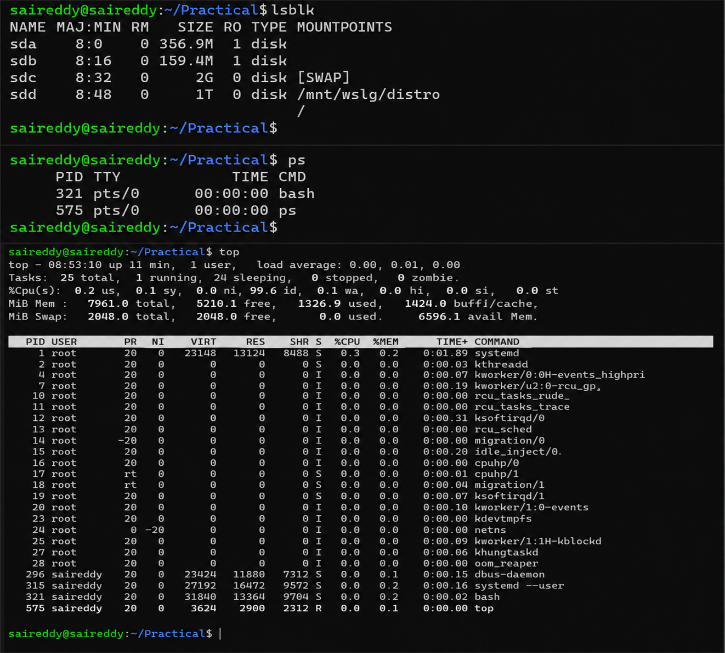 saireddy@saireddy:~/Practical$ lsblk
NAME MAJ:MIN RM   SIZE RO TYPE MOUNTPOINTS
sda    8:0    0 356.9M  1 disk
sdb    8:16   0 159.4M  1 disk
sdc    8:32   0     2G  0 disk [SWAP]
sdd    8:48   0     1T  0 disk /mnt/wslg/distro
                               /
saireddy@saireddy:~/Practical$
saireddy@saireddy:~/Practical$ ps
PID TTY          TIME CMD
321 pts/0    00:00:00 bash
575 pts/0    00:00:00 ps
saireddy@saireddy:~/Practical$
saireddy@saireddy:~/Practical$ top
top - 08:53:10 up 11 min,  1 user,   load average: 0.00, 0.01, 0.00
Tasks:  25 total,  1 running, 24 sleeping,   0 stopped,   0 zombie.
%Cpu(s):  0.2 us,  0.1 sy,  0.0 ni, 99.6 id,  0.1 wa,  0.0 hi,  0.0 si,  0.0 st
MiB Mem :   7961.0 total,   5210.1 free,   1326.9 used,   1424.0 buffi/cache,
MiB Swap:   2048.0 total,   2048.0 free,      0.0 used.   6596.1 avail Mem.
PID USER      PR  NI    VIRT    RES    SHR S  %CPU  %MEM     TIME+ COMMAND
1 root      20   0   23148  13124   8488 S   0.3   0.2   0:01.89 systemd
2 root      20   0       0      0      0 S   0.0   0.0   0:00.03 kthreadd
4 root      20   0       0      0      0 I   0.0   0.0   0:00.07 kworker/0:0H-events_highpri
7 root      20   0       0      0      0 I   0.0   0.0   0:00.19 kworker/u2:0-rcu_gp,
10 root      20   0       0      0      0 I   0.0   0.0   0:00.00 rcu_tasks_rude_
11 root      20   0       0      0      0 I   0.0   0.0   0:00.00 rcu_tasks_trace
12 root      20   0       0      0      0 I   0.0   0.0   0:00.31 ksoftirqd/0
13 root      20   0       0      0      0 S   0.0   0.0   0:00.00 rcu_sched
14 root     -20   0       0      0      0 I   0.0   0.0   0:00.00 migration/0
15 root      20   0       0      0      0 I   0.0   0.0   0:00.20 idle_inject/0.
16 root      20   0       0      0      0 I   0.0   0.0   0:00.00 cpuhp/0
17 root      rt   0       0      0      0 S   0.0   0.0   0:00.01 cpuhp/1
18 root      rt   0       0      0      0 S   0.0   0.0   0:00.04 migration/1
19 root      20   0       0      0      0 S   0.0   0.0   0:00.07 ksoftirqd/1
20 root      20   0       0      0      0 I   0.0   0.0   0:00.10 kworker/1:0-events
23 root      20   0       0      0      0 I   0.0   0.0   0:00.00 kdevtmpfs
24 root       0 -20       0      0      0 I   0.0   0.0   0:00.00 netns
25 root      20   0       0      0      0 I   0.0   0.0   0:00.09 kworker/1:1H-kblockd
27 root      20   0       0      0      0 I   0.0   0.0   0:00.06 khungtaskd
28 root      20   0       0      0      0 I   0.0   0.0   0:00.00 oom_reaper
296 saireddy  20   0   23424  11880   7312 S   0.0   0.1   0:00.15 dbus-daemon
315 saireddy  20   0   27192  16472   9572 S   0.0   0.2   0:00.16 systemd --user
321 saireddy  20   0   31840  13364   9704 S   0.0   0.2   0:00.02 bash
575 saireddy  20   0    3624   2900   2312 R   0.0   0.1   0:00.00 top
saireddy@saireddy:~/Practical$